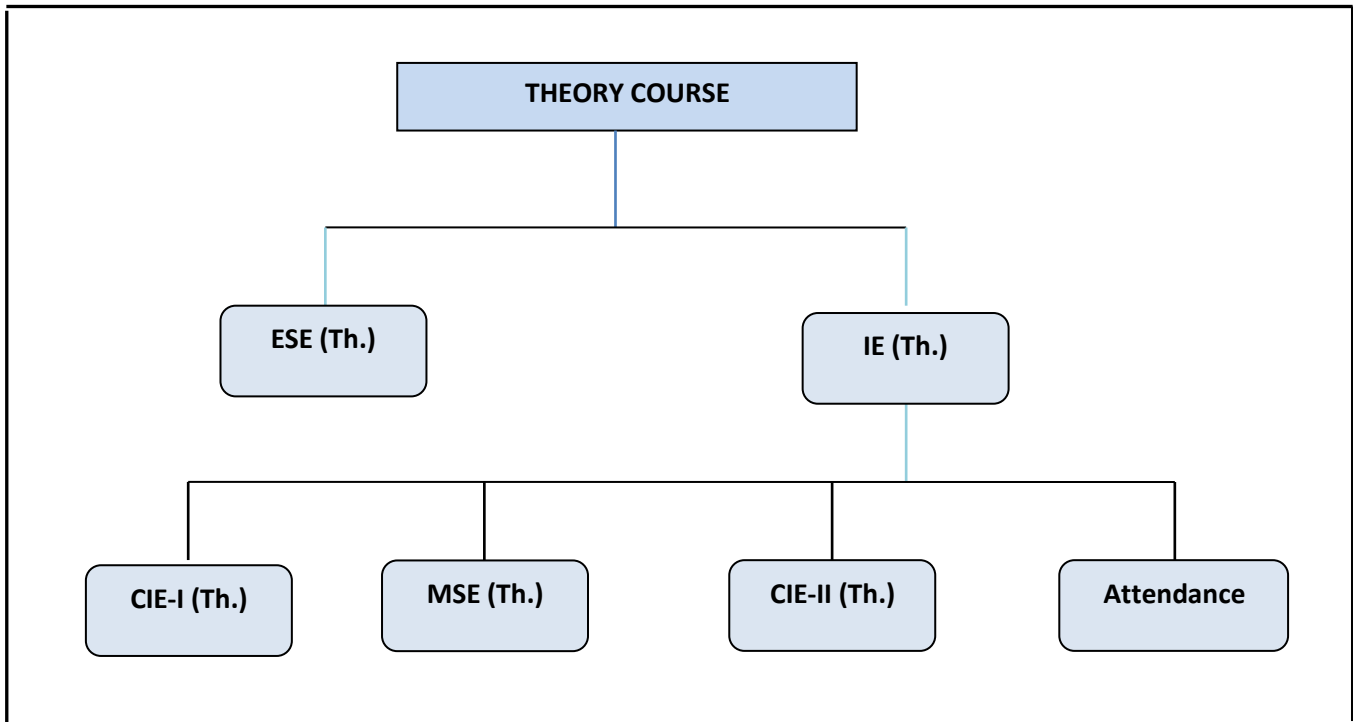 THEORY COURSE
ESE (Th.)
IE (Th.)
CIE-I (Th.)
MSE (Th.)
CIE-II (Th.)
Attendance